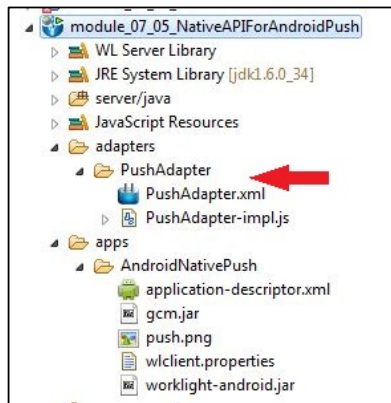 module_07_05_NativeAPIForAndroidPush
WL Server Library
JRE System Library [jdk1.6.0_34]
server/java
JavaScript Resources
adapters
PushAdapter
PushAdapter.xml
PushAdapter-impl.js
apps
AndroidNativePush
application-descriptor.xml
gcm.jar
push.png
wlclient.properties
worklight-android.jar